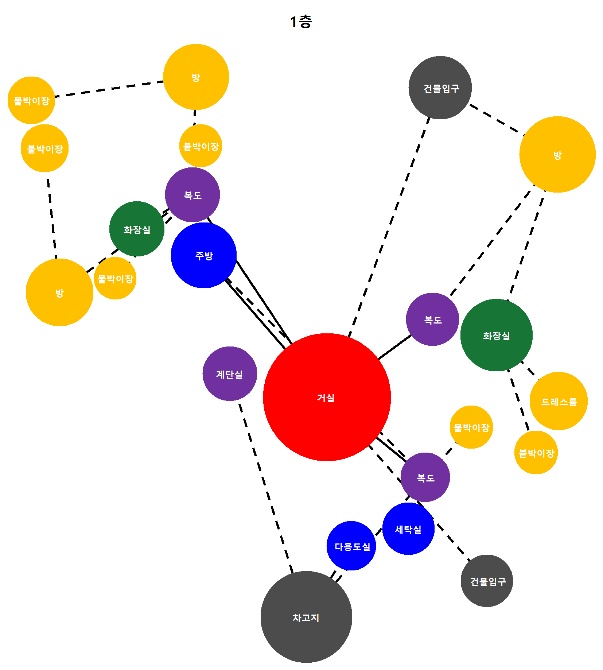 1층
방
건물입구
붙박이장
붙박이장
붙박이장
방
복도
화장실
주방
방
붙박이장
복도
화장실
계단실
거실
드레스룸
붙박이장
붙박이장
복도
세탁실
다용도실
건물입구
차고지